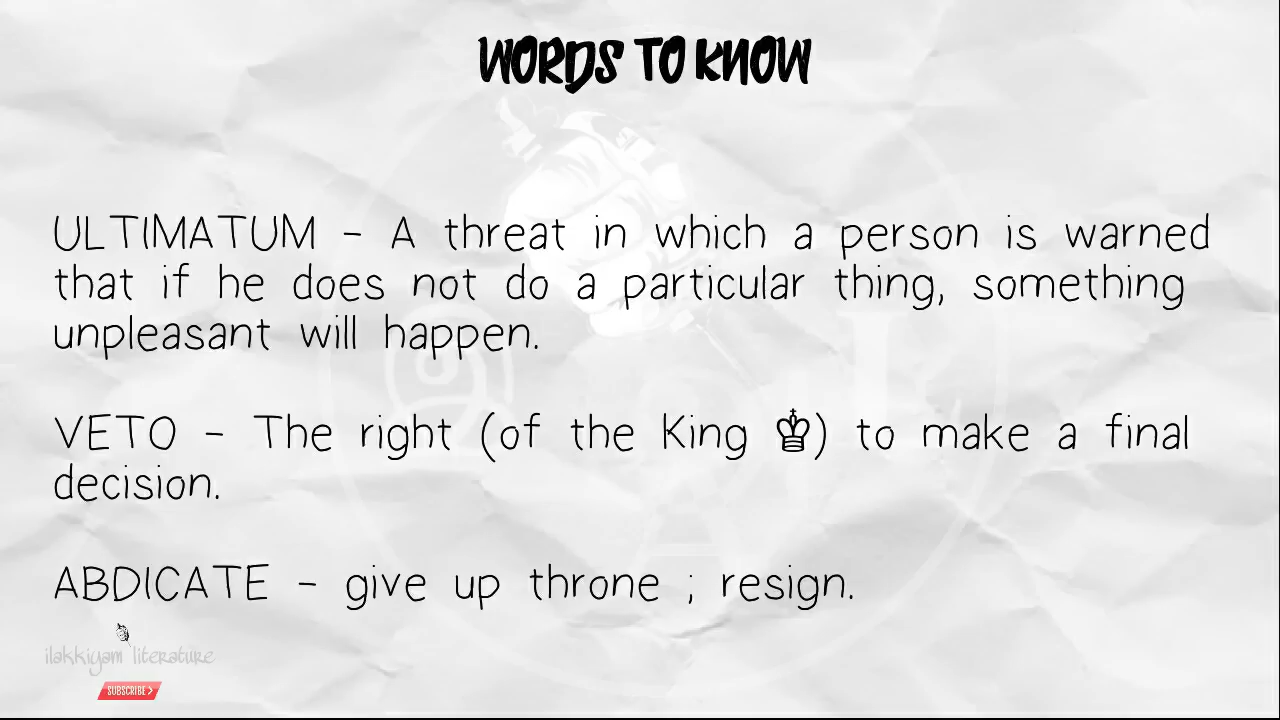 WORDS TO KNOW
ULTIMATUM - A threat in which a person is warned
that if he does not do a particular thing, something
unpleasant will happen.
VETO - The right (of the King ♔) to make a final
decision.
ABDICATE - give up throne ; resign.
ilakkiyam literature
SUBSCRIBE >